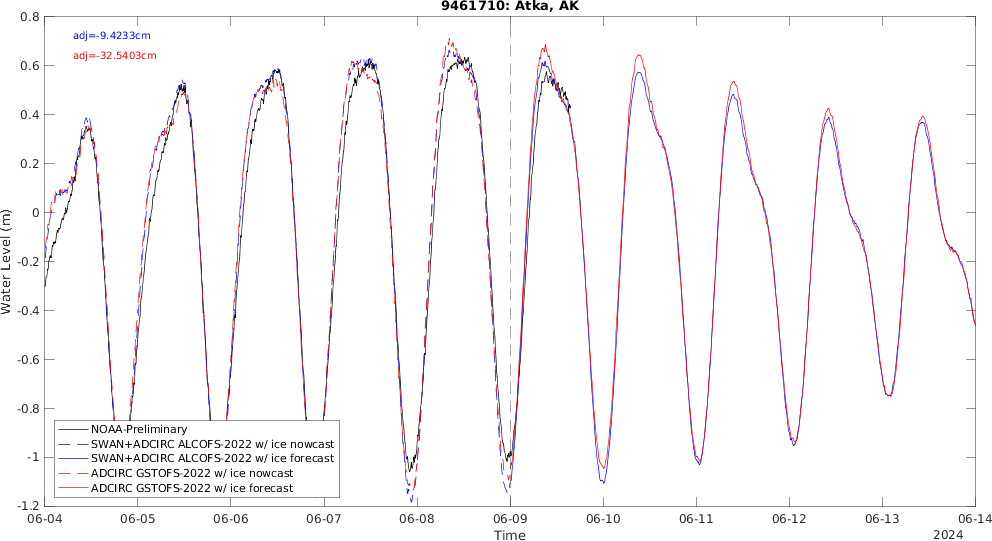 9461710: Atka, AK
adj=-9.4233cm
adj=-32.5403cm
0.8
0.6
0.4
0.2
0
-0.2
-0.4
-0.6
-0.8
-1
-1.2
Water Level (m)
NOAA-Preliminary
SWAN+ADCIRC ALCOFS-2022 w/ ice nowcast
SWAN+ADCIRC ALCOFS-2022 w/ ice forecast
ADCIRC GSTOFS-2022 w/ ice nowcast
ADCIRC GSTOFS-2022 w/ ice forecast
06-04 06-05 06-06 06-07 06-08 06-09 06-10 06-11 06-12 06-13 06-14
Time
2024